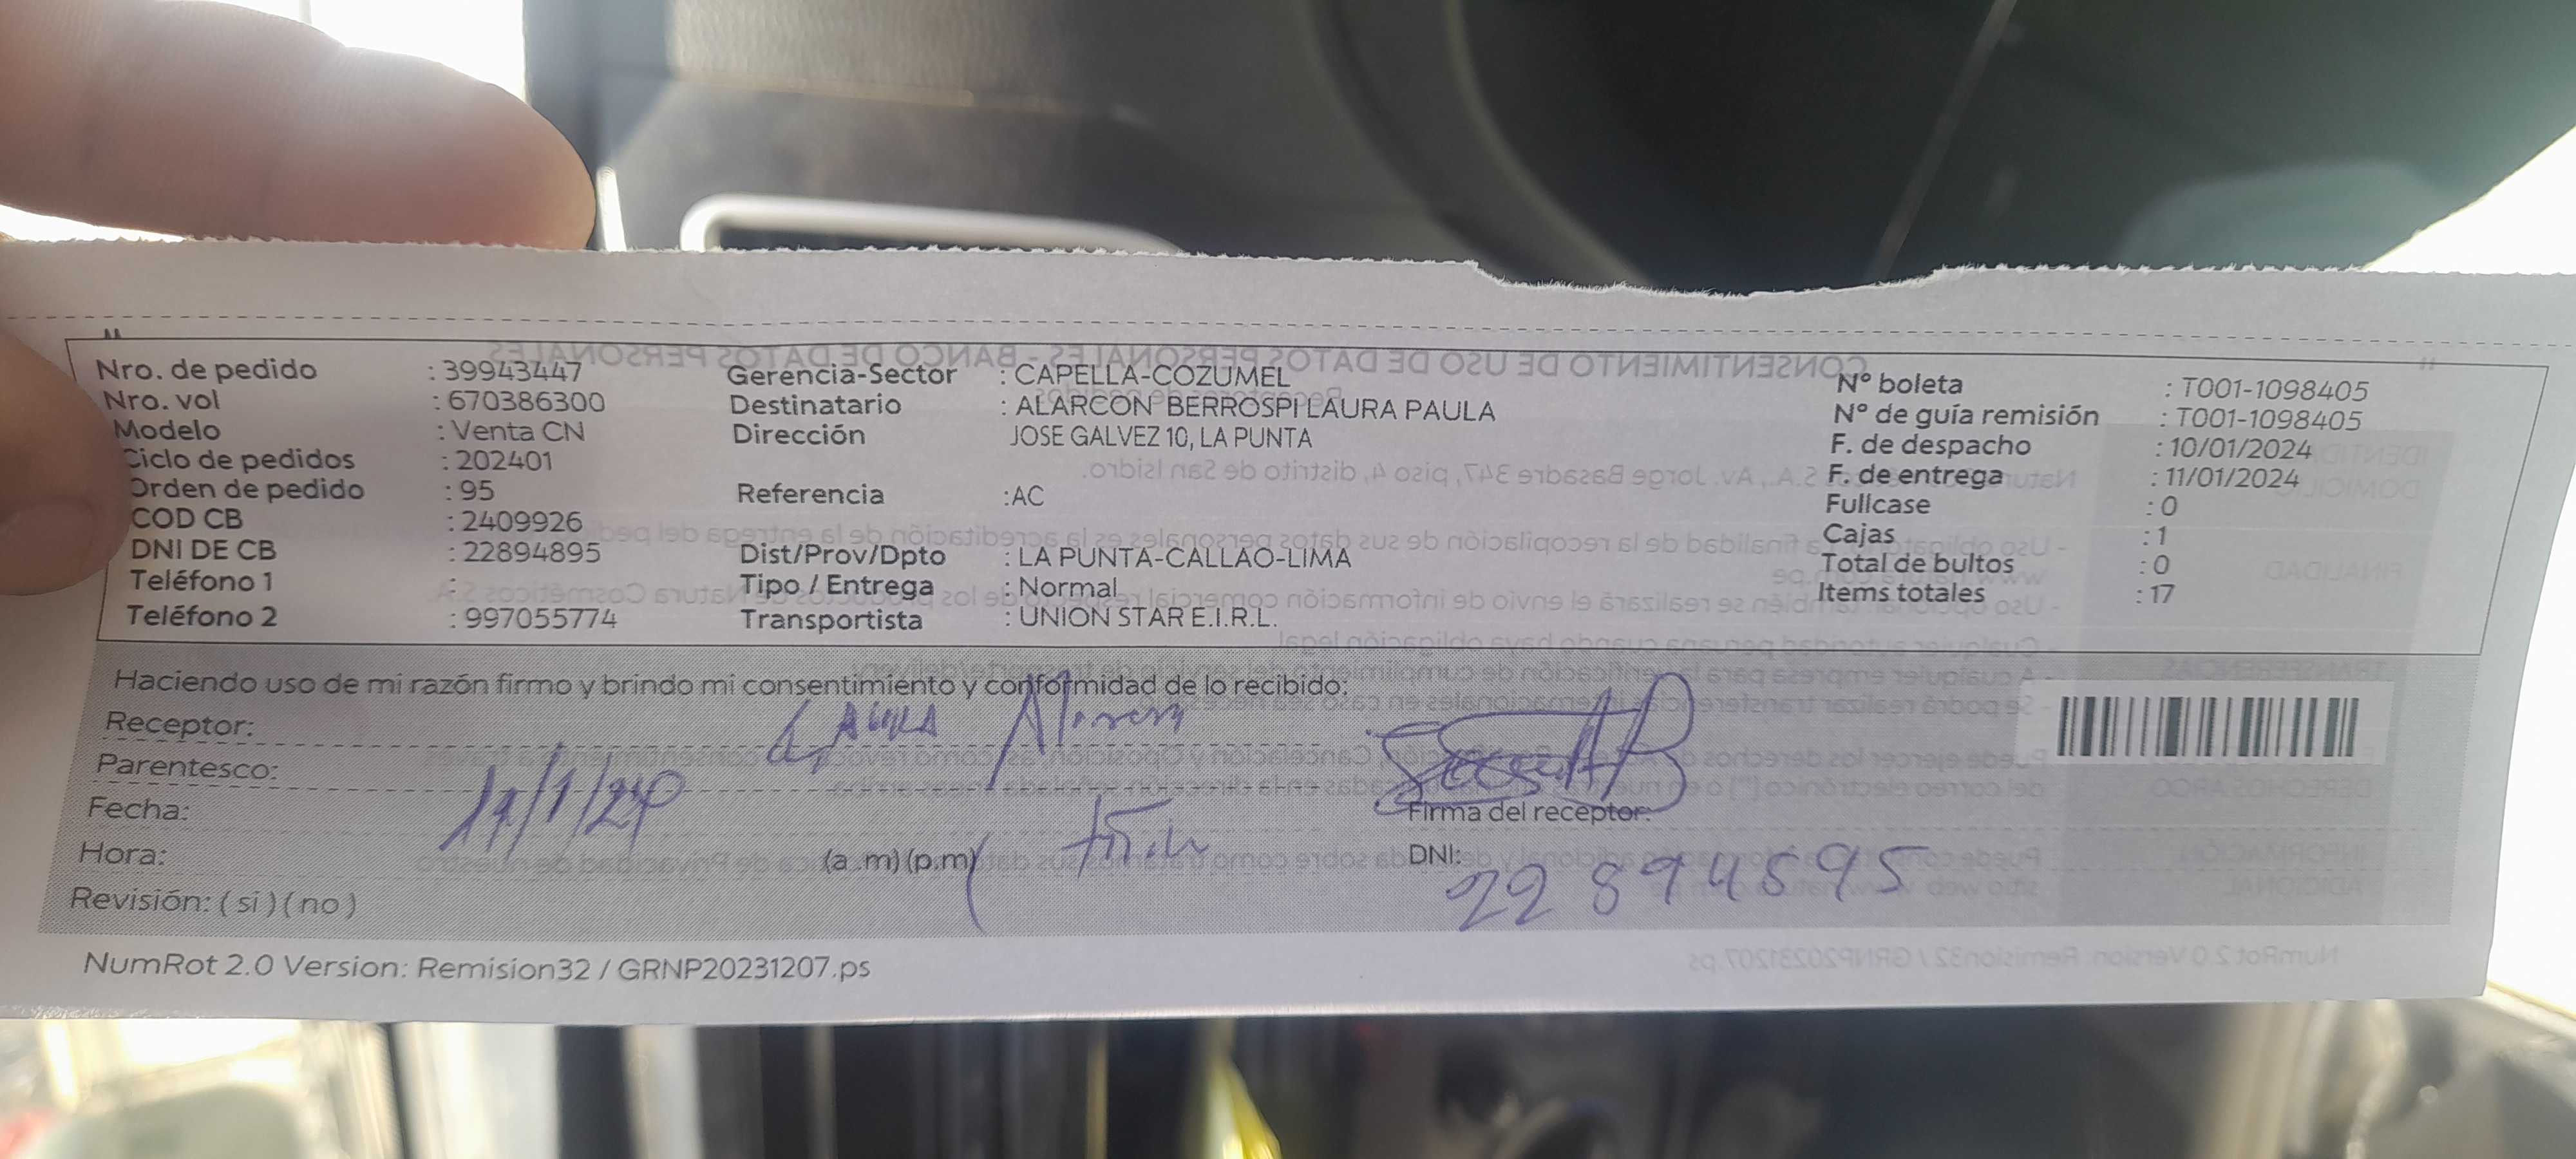 Nro. de pedido : 39943447 Gerencia-Sector : CAPELLA-COZUMEL N° boleta : T001-1098405
Nro. vol : 670386300 Destinatario : ALARCON BERROSPI LAURA PAULA N° de guía remisión : T001-1098405
Modelo : Venta CN Dirección JOSE GALVEZ 10, LA PUNTA F. de despacho : 10/01/2024
Ciclo de pedidos : 202401 F. de entrega : 11/01/2024
Orden de pedido : 95 Referencia :AC Fullcase : 0
COD CB : 2409926 Cajas : 1
DNI DE CB : 22894895 Dist/Prov/Dpto : LA PUNTA-CALLAO-LIMA Total de bultos : 0
Teléfono 1 : Tipo / Entrega : Normal Items totales : 17
Teléfono 2 : 997055774 Transportista : UNION STAR E.I.R.L.
Haciendo uso de mi razón firmo y brindo mi consentimiento y conformidad de lo recibido:
Receptor: Laura Alarcon
Parentesco:
Fecha: 11/1/24 Firma del receptor:
Hora: (a .m) (p.m) DNI: 22894895
Revisión: ( si ) ( no )
NumRot 2.0 Version: Remision32 / GRNP20231207.ps